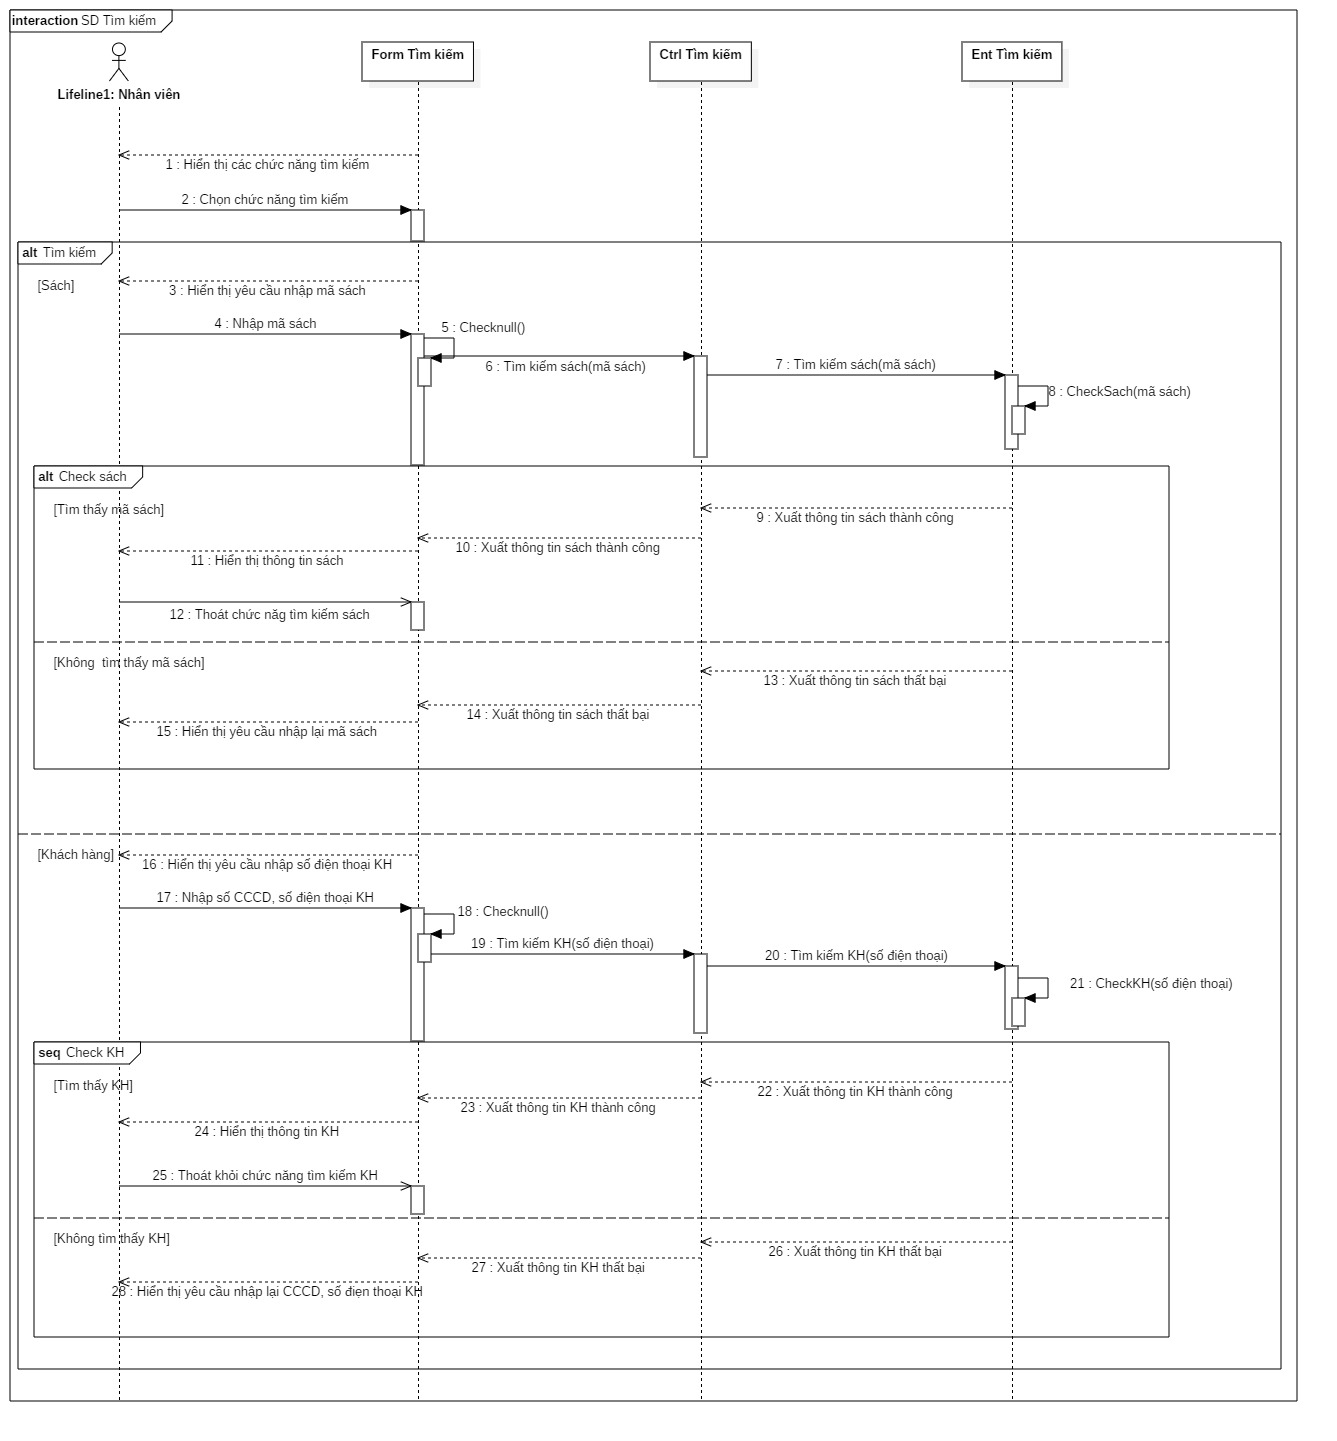 interaction SD Tìm kiếm
Form Tìm kiếm
Ctrl Tìm kiếm
Ent Tìm kiếm
Lifeline1: Nhân viên
1 : Hiển thị các chức năng tìm kiếm
2 : Chọn chức năng tìm kiếm
alt Tìm kiếm
[Sách]
3 : Hiển thị yêu cầu nhập mã sách
4 : Nhập mã sách
5 : Checknull()
6 : Tìm kiếm sách(mã sách)
7 : Tìm kiếm sách(mã sách)
8 : CheckSach(mã sách)
alt Check sách
[Tìm thấy mã sách]
9 : Xuất thông tin sách thành công
10 : Xuất thông tin sách thành công
11 : Hiển thị thông tin sách
12 : Thoát chức năg tìm kiếm sách
[Không  tìm thấy mã sách]
13 : Xuất thông tin sách thất bại
14 : Xuất thông tin sách thất bại
15 : Hiển thị yêu cầu nhập lại mã sách
[Khách hàng]
16 : Hiển thị yêu cầu nhập số điện thoại KH
17 : Nhập số CCCD, số điện thoại KH
18 : Checknull()
19 : Tìm kiếm KH(số điện thoại)
20 : Tìm kiếm KH(số điện thoại)
21 : CheckKH(số điện thoại)
seq Check KH
[Tìm thấy KH]
22 : Xuất thông tin KH thành công
23 : Xuất thông tin KH thành công
24 : Hiển thị thông tin KH
25 : Thoát khỏi chức năng tìm kiếm KH
[Không tìm thấy KH]
26 : Xuất thông tin KH thất bại
27 : Xuất thông tin KH thất bại
28 : Hiển thị yêu cầu nhập lại CCCD, số điẹn thoại KH